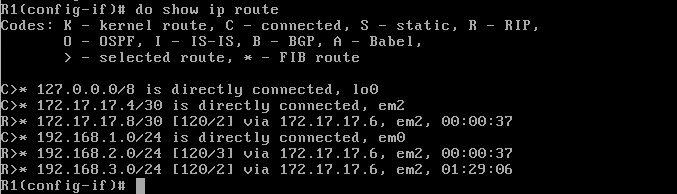 R1(config-if)# do show ip route
Codes: K - kernel route, C - connected, S - static, R - RIP,
O - OSPF, I - IS-IS, B - BGP, A - Babel,
> - selected route, * - FIB route
C>* 127.0.0.0/8 is directly connected, lo0
C>* 172.17.17.4/30 is directly connected, em2
R>* 172.17.17.8/30 [120/2] via 172.17.17.6, em2, 00:00:37
C>* 192.168.1.0/24 is directly connected, em0
R>* 192.168.2.0/24 [120/3] via 172.17.17.6, em2, 00:00:37
R>* 192.168.3.0/24 [120/2] via 172.17.17.6, em2, 01:29:06
R1(config-if)#